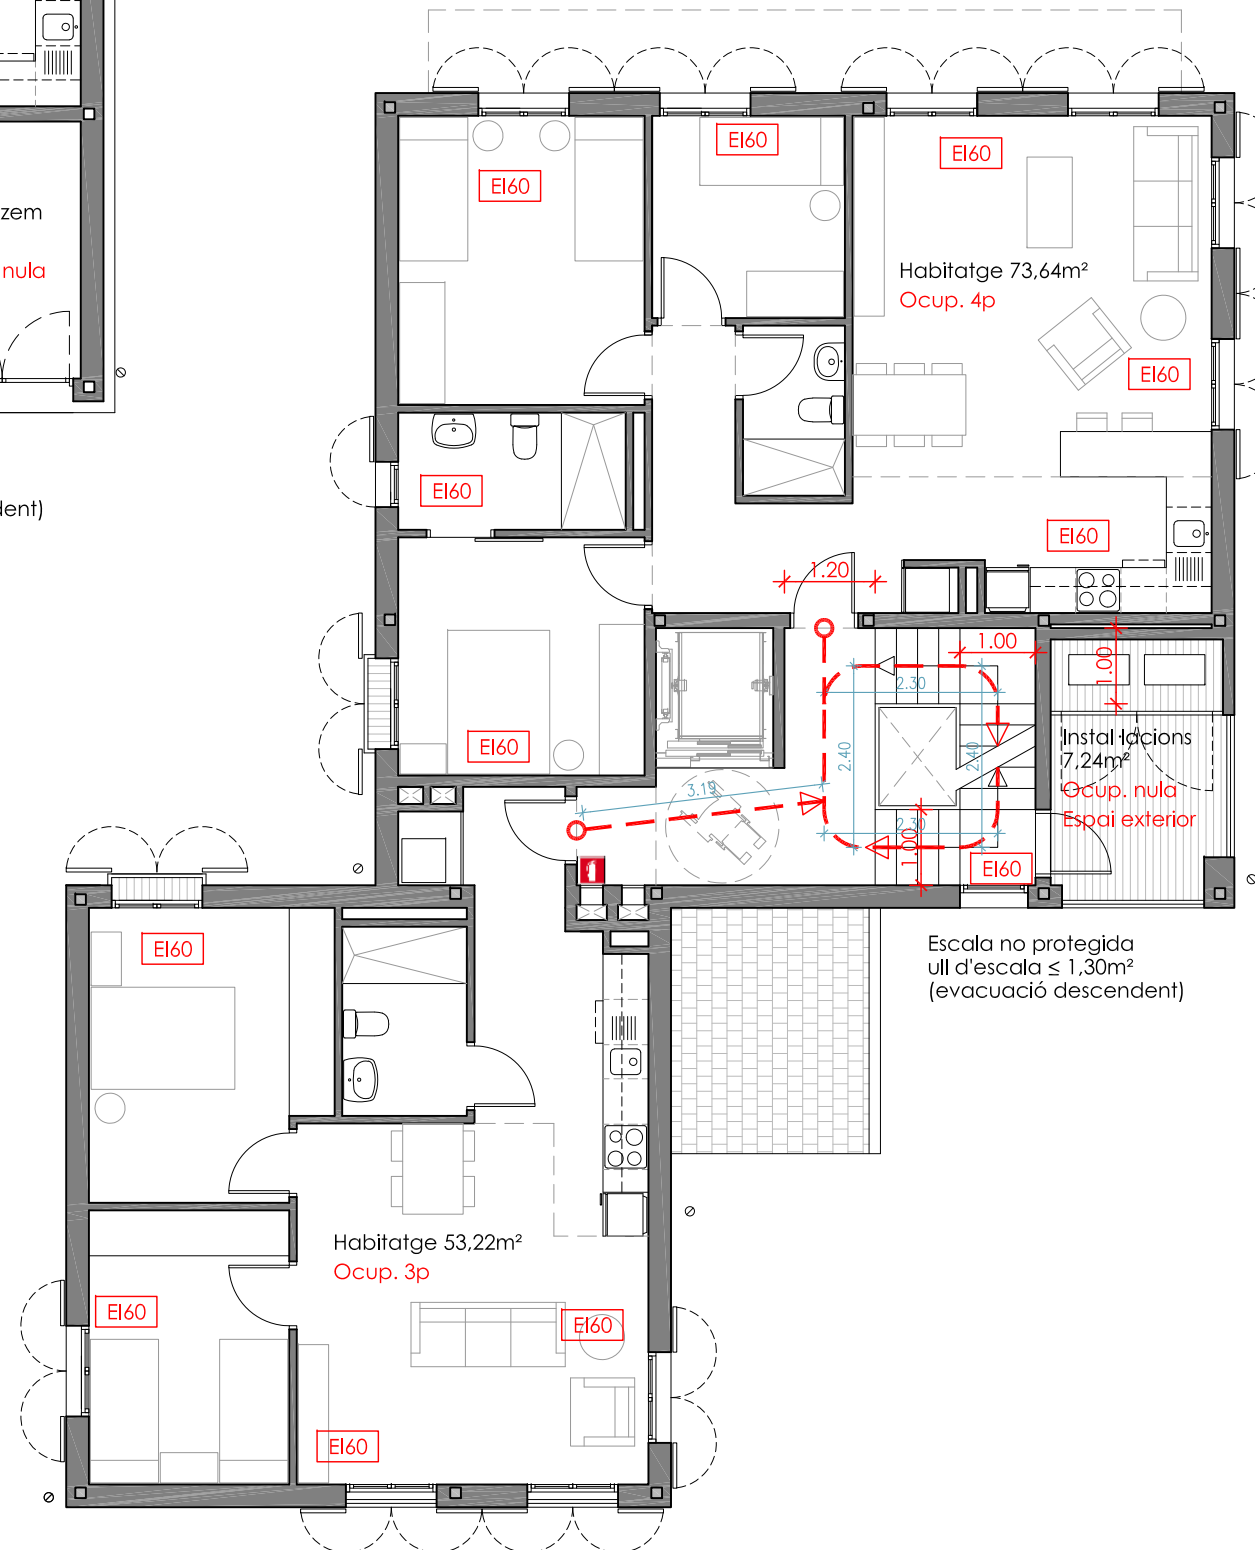 zem
nula
dent)
EI60
EI60
EI60
Habitatge 73,64m²
Ocup. 4p
EI60
EI60
EI60
1.20
1.00
1.00
2.30
2.40
2.40
Instal·lacions
7,24m²
Ocup. nula
Espai exterior
EI60
3.19
2.30
1.00
EI60
EI60
Escala no protegida
ull d'escala ≤ 1,30m²
(evacuació descendent)
Habitatge 53,22m²
Ocup. 3p
EI60
EI60
EI60